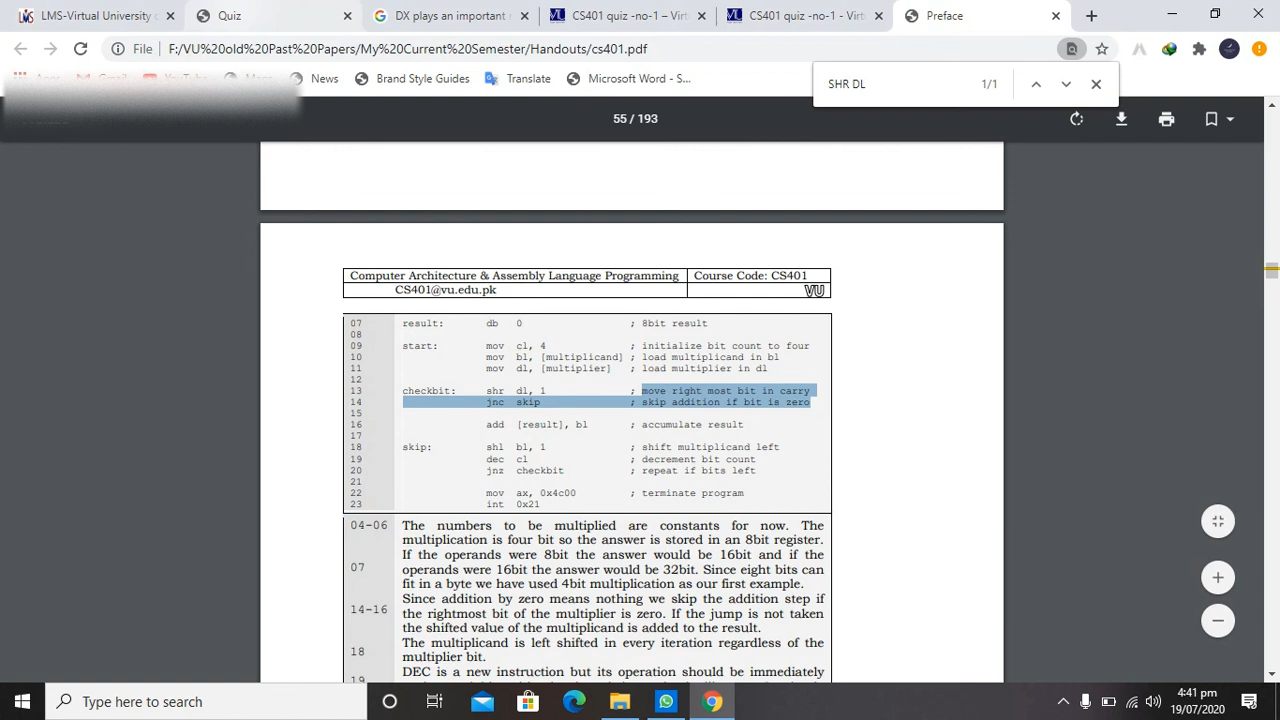 LMS-Virtual University o
Quiz
DX plays an important
CS401 quiz -no-1 – Virt
CS401 quiz -no-1 - Virt
Preface
File F:/VU%20old%20Past%20Papers/My%20Current%20Semester/Handouts/cs401.pdf
Apps Gmail YouTube Maps News Brand Style Guides Translate Microsoft Word - S...
SHR DL 1/1
55 / 193
Computer Architecture & Assembly Language Programming Course Code: CS401
CS401@vu.edu.pk VU
07 result: db 0 ; 8bit result
08
09 start: mov cl, 4 ; initialize bit count to four
10 mov bl, [multiplicand] ; load multiplicand in bl
11 mov dl, [multiplier] ; load multiplier in dl
12
13 checkbit: shr dl, 1 ; move right most bit in carry
14 jnc skip ; skip addition if bit is zero
15
16 add [result], bl ; accumulate result
17
18 skip: shl bl, 1 ; shift multiplicand left
19 dec cl ; decrement bit count
20 jnz checkbit ; repeat if bits left
21
22 mov ax, 0x4c00 ; terminate program
23 int 0x21
04-06 The numbers to be multiplied are constants for now. The
multiplication is four bit so the answer is stored in an 8bit register.
If the operands were 8bit the answer would be 16bit and if the
07 operands were 16bit the answer would be 32bit. Since eight bits can
fit in a byte we have used 4bit multiplication as our first example.
Since addition by zero means nothing we skip the addition step if
14-16 the rightmost bit of the multiplier is zero. If the jump is not taken
the shifted value of the multiplicand is added to the result.
18 The multiplicand is left shifted in every iteration regardless of the
multiplier bit.
19 DEC is a new instruction but its operation should be immediately
Type here to search
4:41 pm
19/07/2020